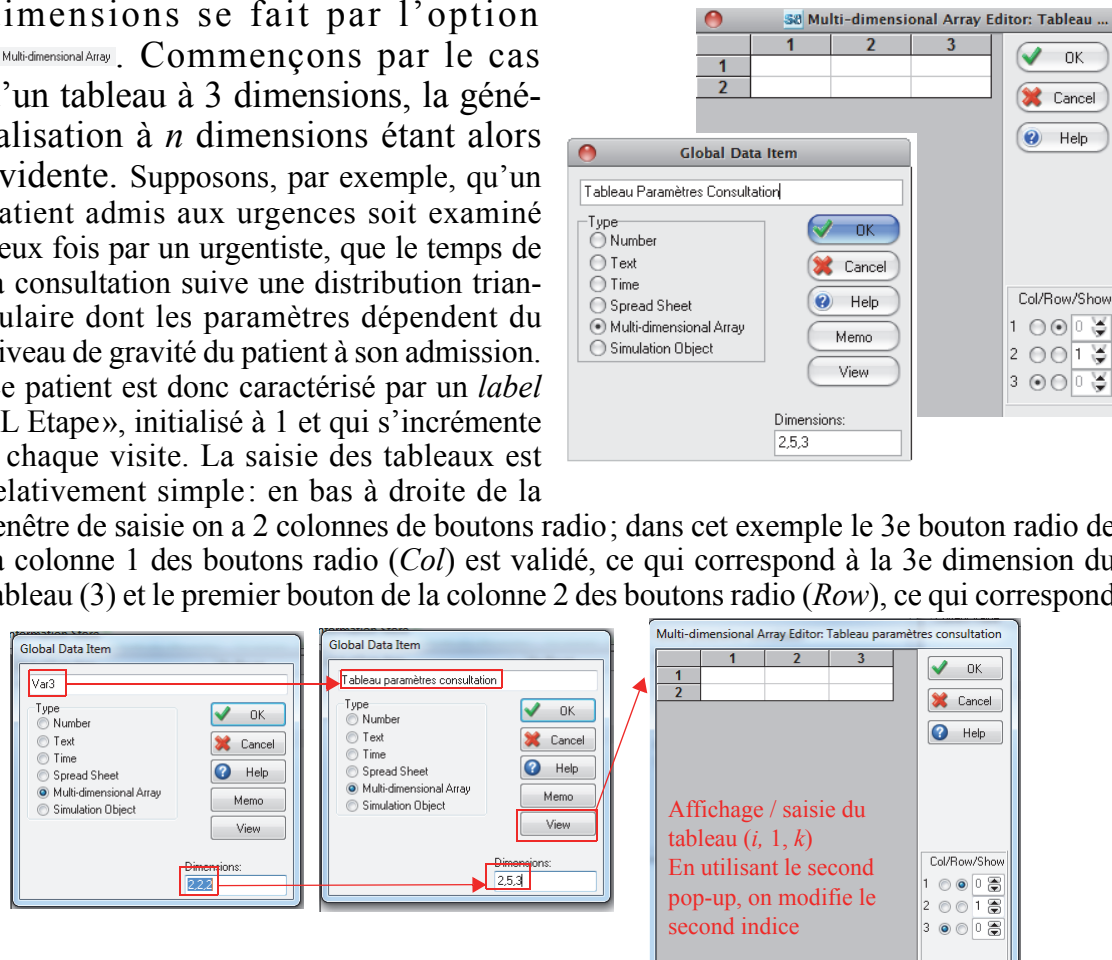 imensions se fait par l'option
Multi-dimensional Array. Commençons par le cas
'un tableau à 3 dimensions, la géné-
alisation à n dimensions étant alors
vidente. Supposons, par exemple, qu'un
atient admis aux urgences soit examiné
eux fois par un urgentiste, que le temps de
a consultation suive une distribution trian-
ulaire dont les paramètres dépendent du
iveau de gravité du patient à son admission.
e patient est donc caractérisé par un label
L Etape», initialisé à 1 et qui s'incrémente
chaque visite. La saisie des tableaux est
elativement simple: en bas à droite de la
enêtre de saisie on a 2 colonnes de boutons radio; dans cet exemple le 3e bouton radio de
a colonne 1 des boutons radio (Col) est validé, ce qui correspond à la 3e dimension du
ableau (3) et le premier bouton de la colonne 2 des boutons radio (Row), ce qui correspond
S8 Multi-dimensional Array Editor: Tableau ...
1 2 3
1
2
OK
Cancel
Help
Col/Row/Show
1 0
2 1
3 0
Global Data Item
Tableau Paramètres Consultation
Type
Number
Text
Time
Spread Sheet
Multi-dimensional Array
Simulation Object
OK
Cancel
Help
Memo
View
Dimensions:
2,5,3
Global Data Item
Var3
Type
Number
Text
Time
Spread Sheet
Multi-dimensional Array
Simulation Object
OK
Cancel
Help
Memo
View
Dimensions:
2,2,2
Global Data Item
Tableau paramètres consultation
Type
Number
Text
Time
Spread Sheet
Multi-dimensional Array
Simulation Object
OK
Cancel
Help
Memo
View
Dimensions:
2,5,3
Multi-dimensional Array Editor: Tableau paramètres consultation
1 2 3
1
2
OK
Cancel
Help
Affichage / saisie du
tableau (i, 1, k)
En utilisant le second
pop-up, on modifie le
second indice
Col/Row/Show
1 0
2 1
3 0